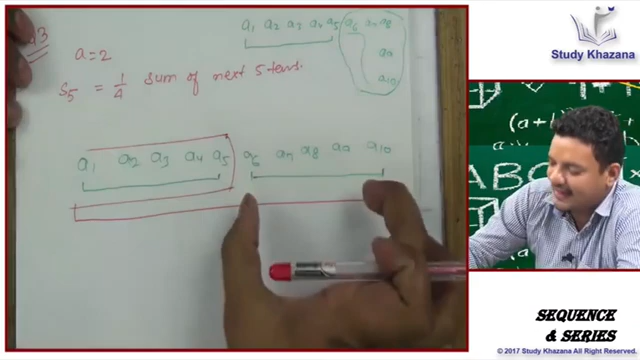 a₁ a₂ a₃ a₄ a₅ a₆ a₇ a₈
a₉
a₁₀
a=2
S₅ = 1/4 sum of next 5 terms.
a₁ a₂ a₃ a₄ a₅ a₆ a₇ a₈ a₉ a₁₀
Study Khazana
(a+b
ABC
SEQUENCE
& SERIES
© 2017 Study Khazana. All Rights Reserved.